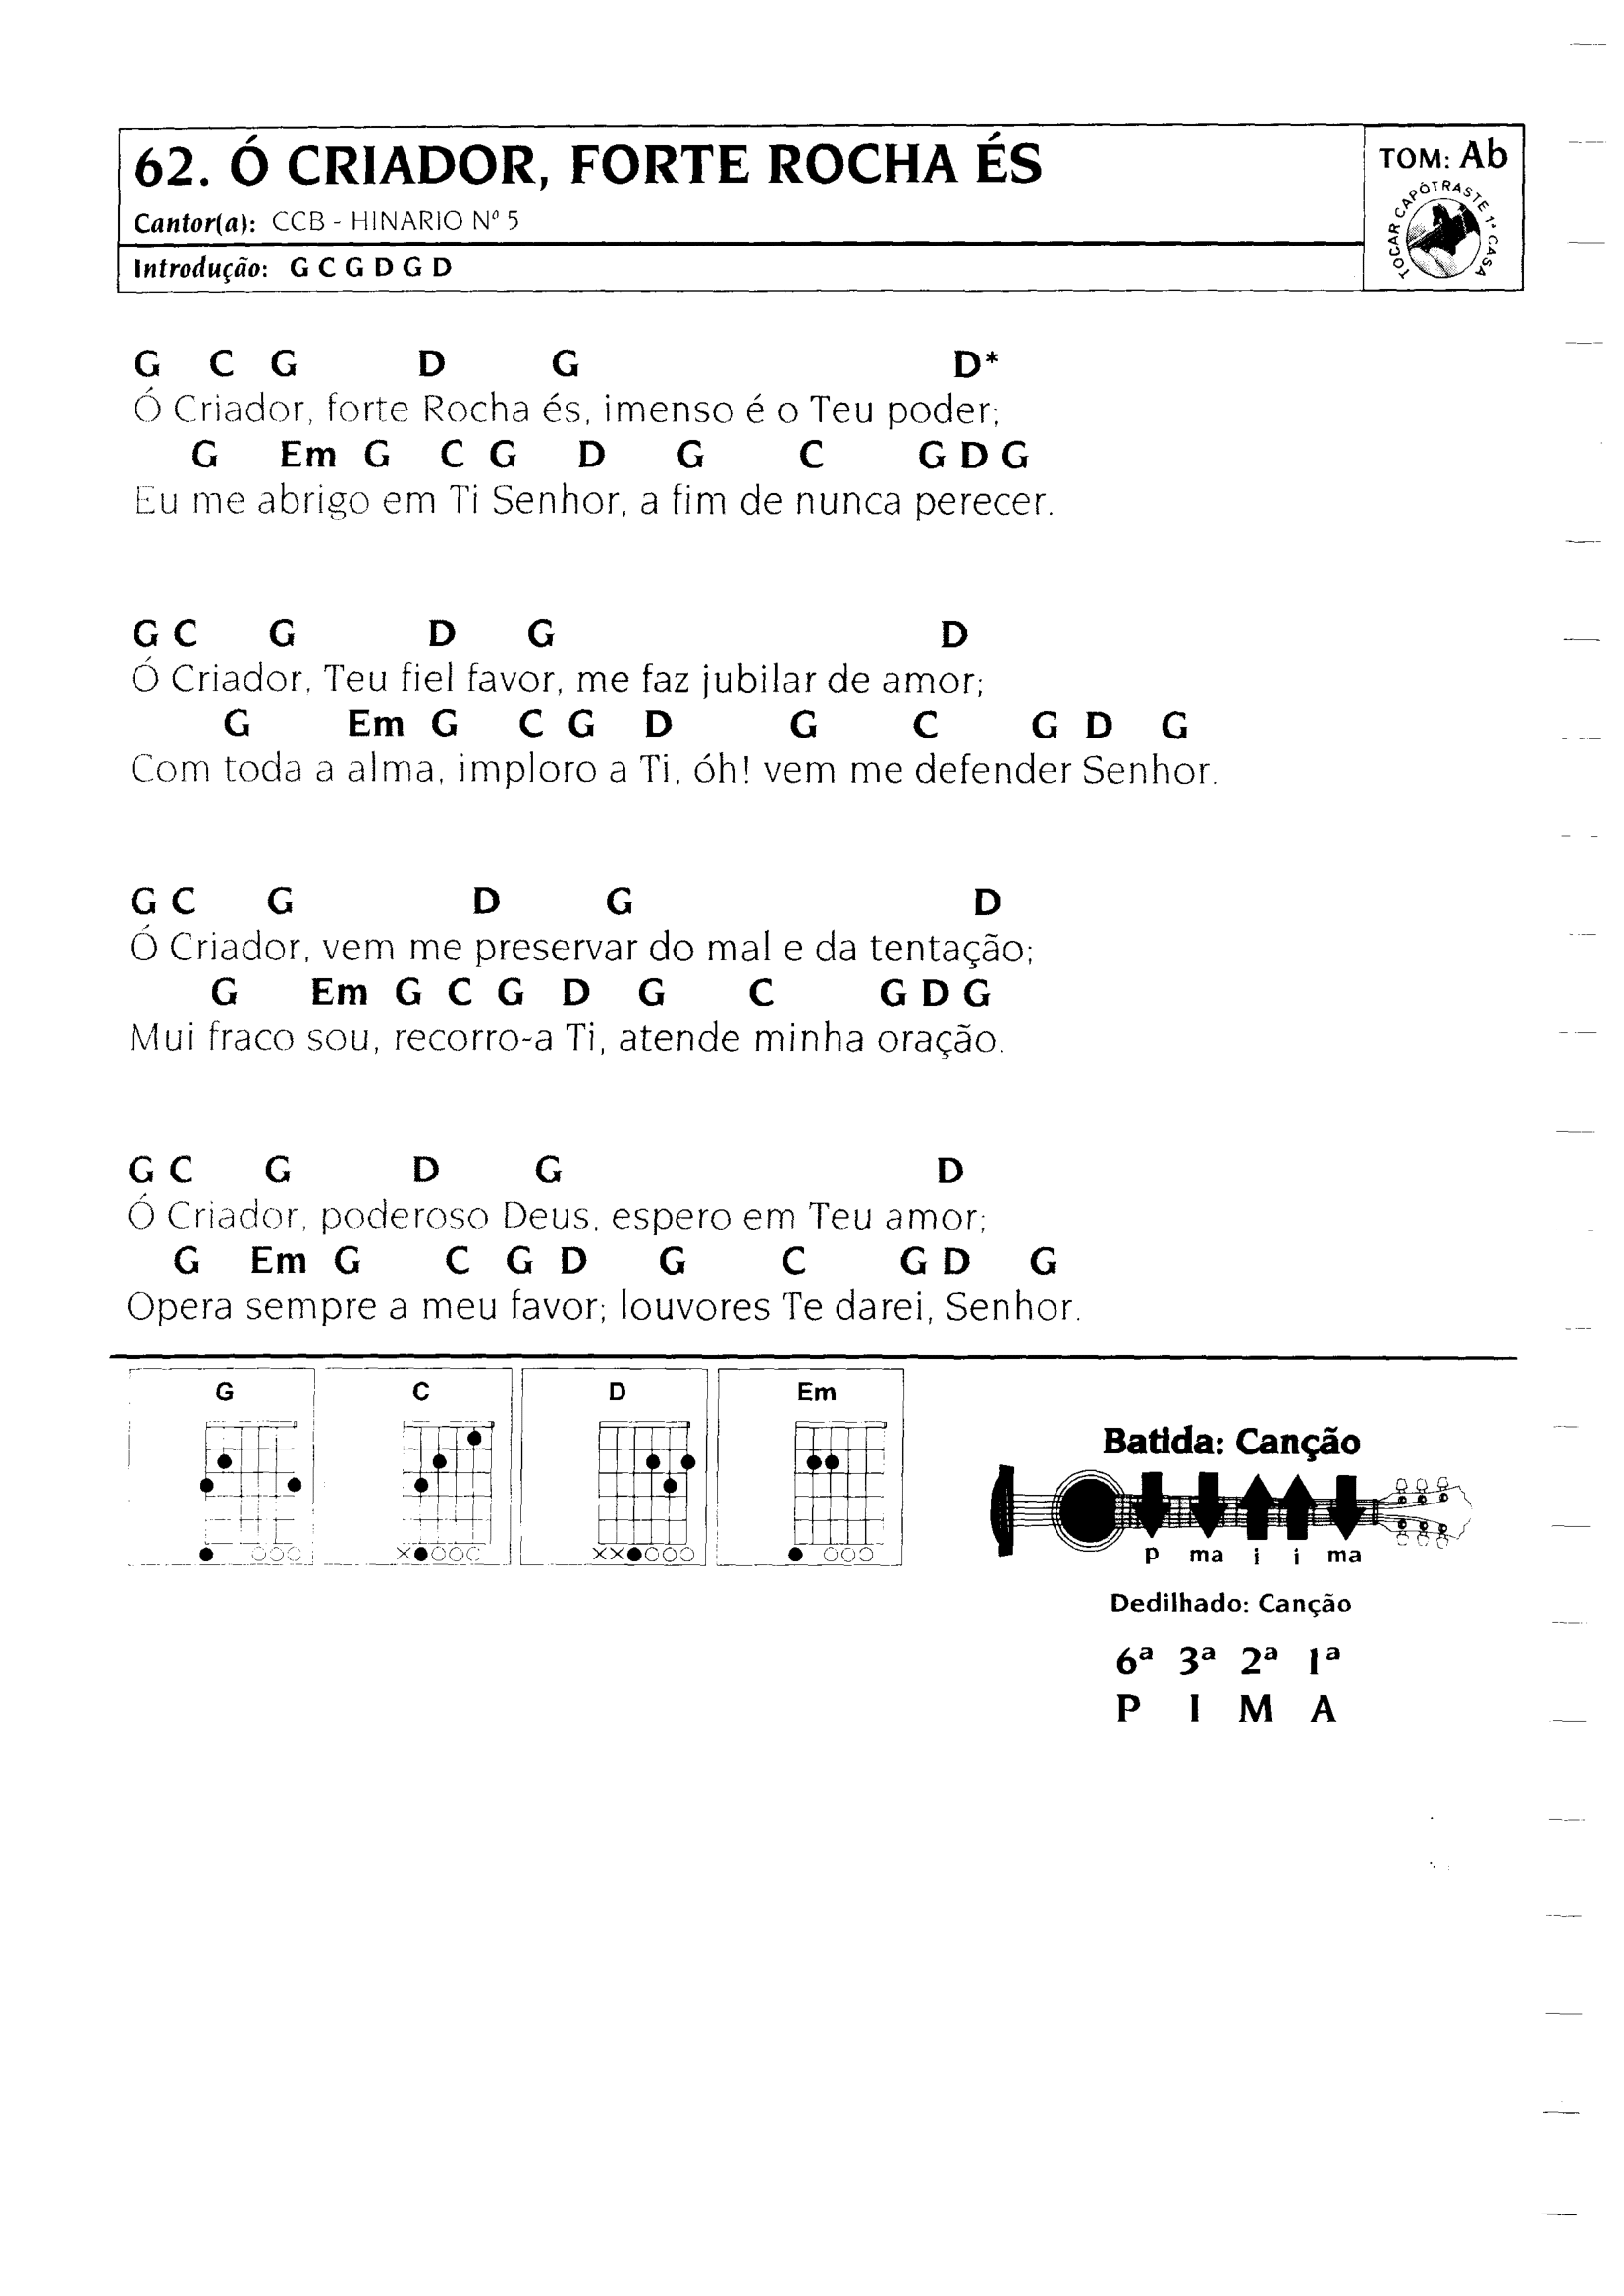 62. Ó CRIADOR, FORTE ROCHA ÉS
Cantor(a): CCB - HINARIO Nº 5
Introdução: G C G D G D
TOM: Ab
TOCAR CAPÔTRASTE 1ª CASA
G C G D G D*
Ó Criador, forte Rocha és, imenso é o Teu poder;
G Em G C G D G C G D G
Eu me abrigo em Ti Senhor, a fim de nunca perecer.
G C G D G D
Ó Criador, Teu fiel favor, me faz jubilar de amor;
G Em G C G D G C G D G
Com toda a alma, imploro a Ti, óh! vem me defender Senhor.
G C G D G D
Ó Criador, vem me preservar do mal e da tentação;
G Em G C G D G C G D G
Mui fraco sou, recorro-a Ti, atende minha oração.
G C G D G D
Ó Criador, poderoso Deus, espero em Teu amor;
G Em G C G D G C G D G
Opera sempre a meu favor; louvores Te darei, Senhor.
G C D Em
Batida: Canção
p ma i i ma
Dedilhado: Canção
6ª 3ª 2ª 1ª
P I M A